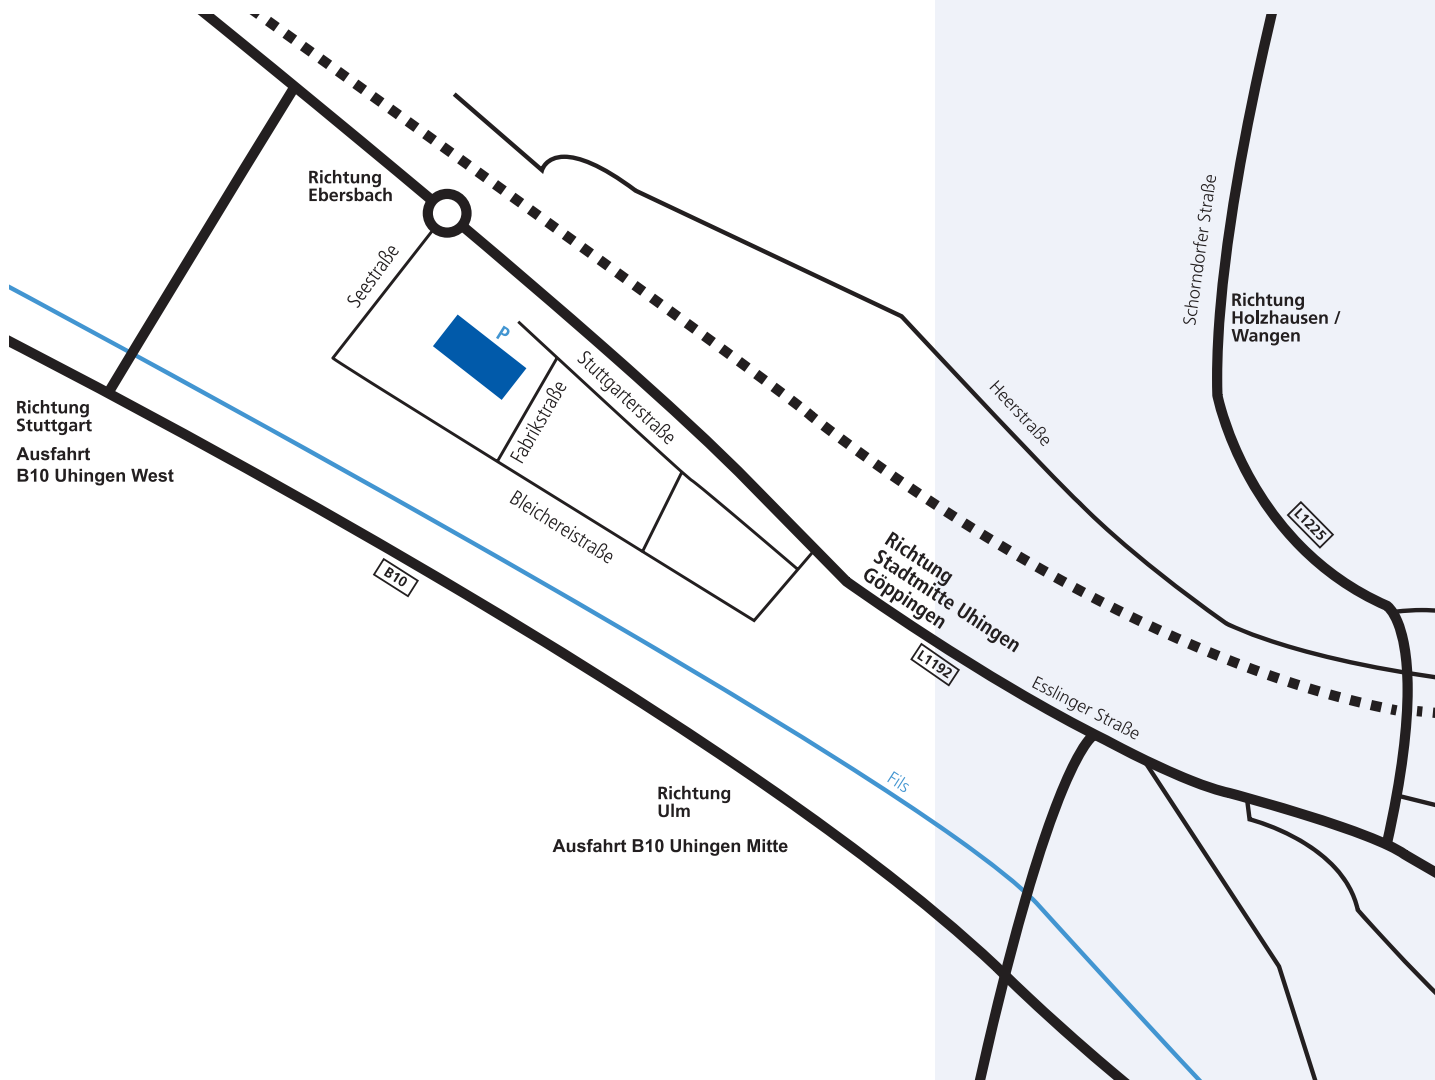 Richtung
Ebersbach
Seestraße
P
Stuttgarterstraße
Fabrikstraße
Bleichereistraße
Richtung
Stuttgart
Ausfahrt
B10 Uhingen West
B10
Schorndorfer Straße
Richtung
Holzhausen /
Wangen
Heerstraße
L1225
Richtung
Stadtmitte Uhingen
Göppingen
L1192
Esslinger Straße
Fils
Richtung
Ulm
Ausfahrt B10 Uhingen Mitte